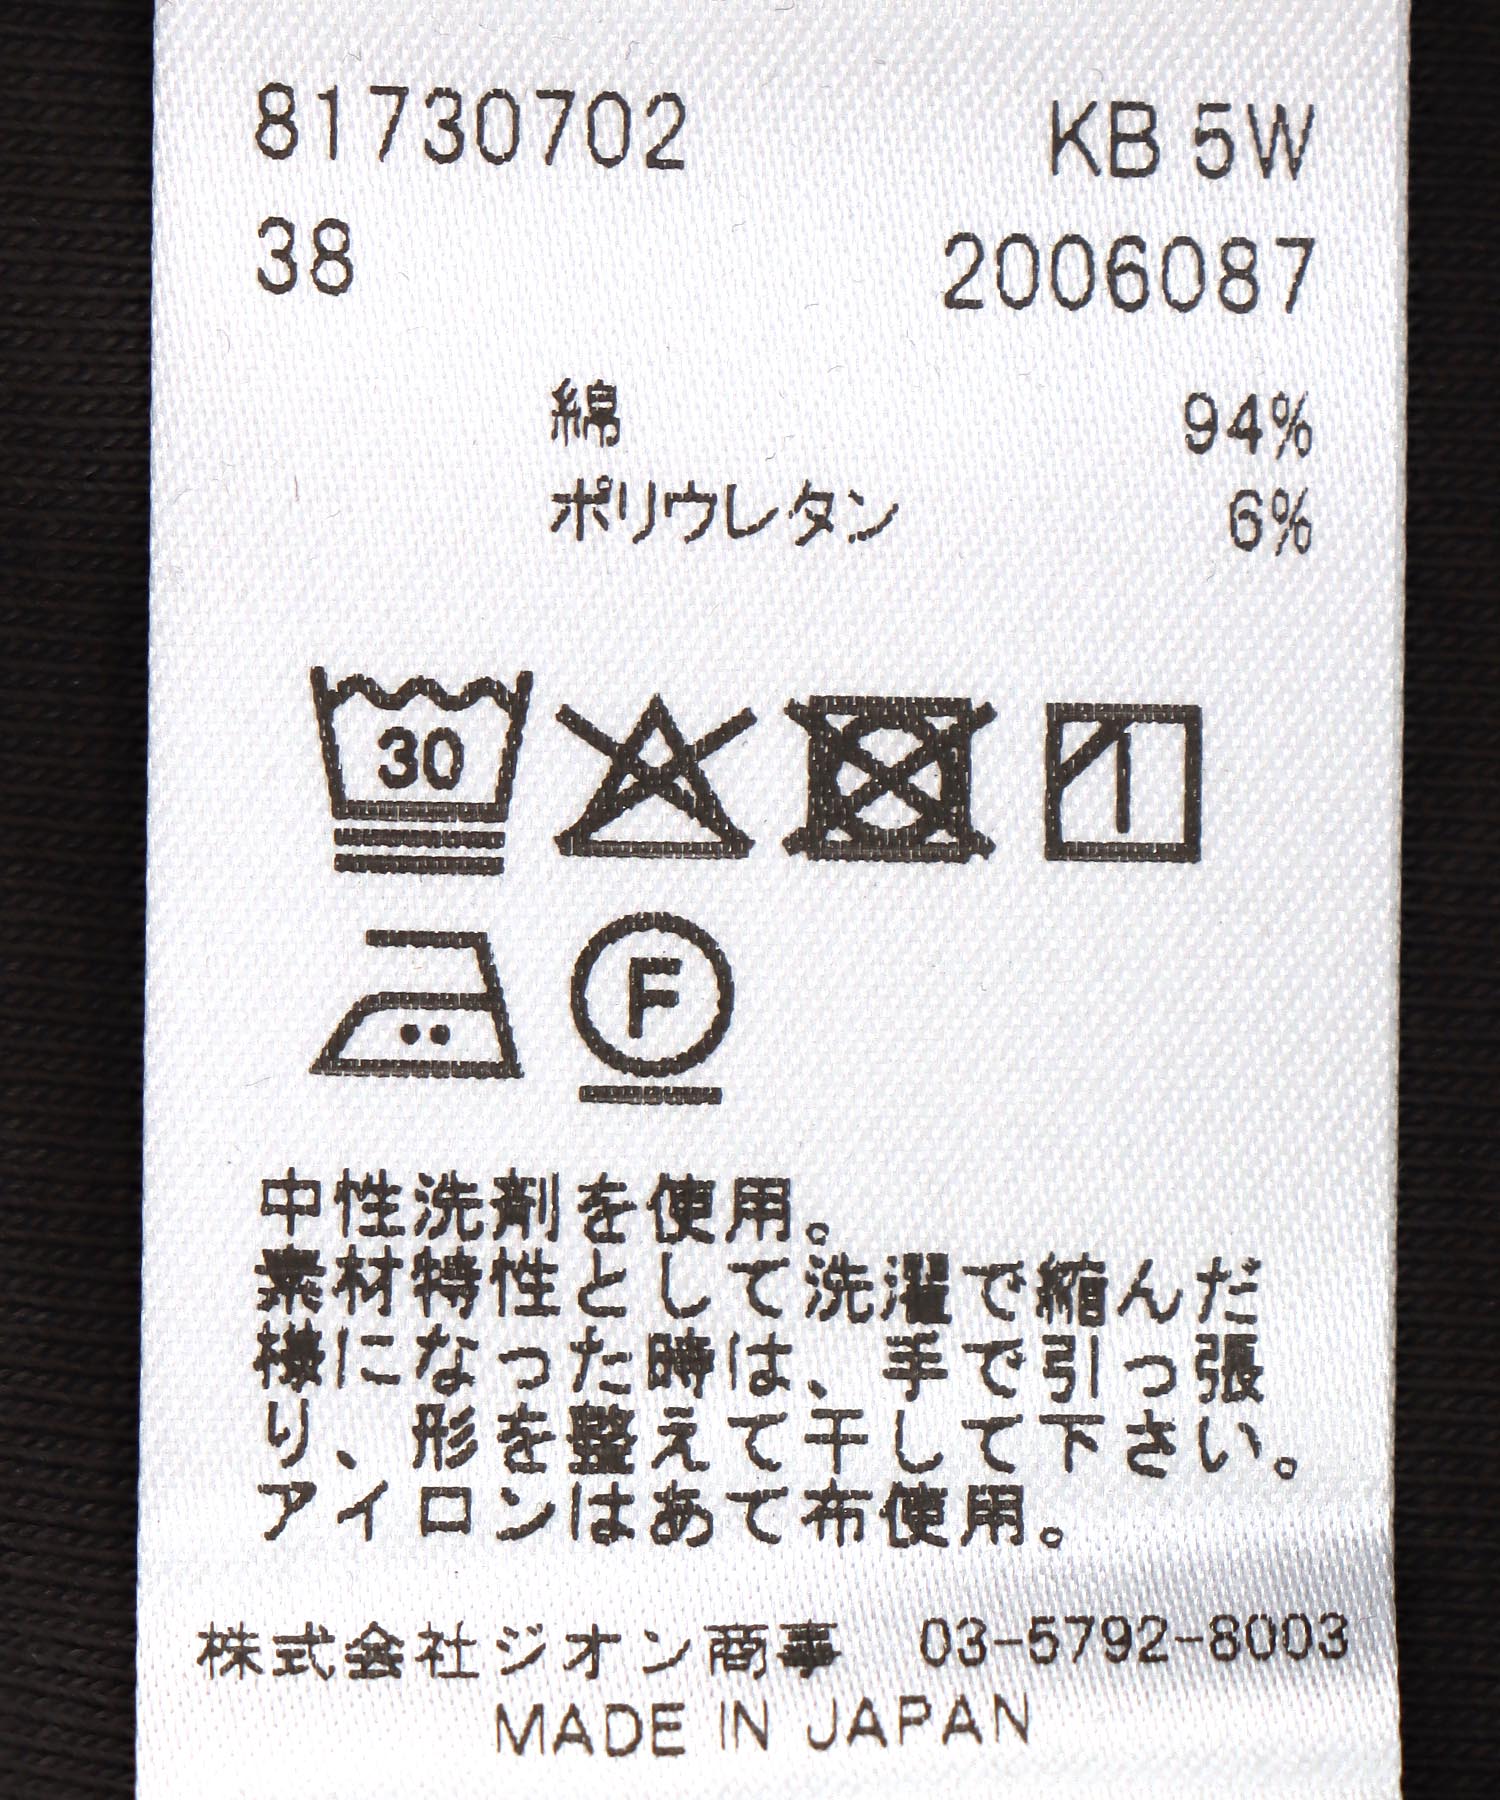 81730702 KB 5W
38 2006087
綿 94%
ポリウレタン 6%
30
F
中性洗剤を使用。
素材特性として洗濯で縮んだ
様になった時は、手で引っ張
り、形を整えて干して下さい。
アイロンはあて布使用。
株式会社ジオン商事 03-5792-8003
MADE IN JAPAN